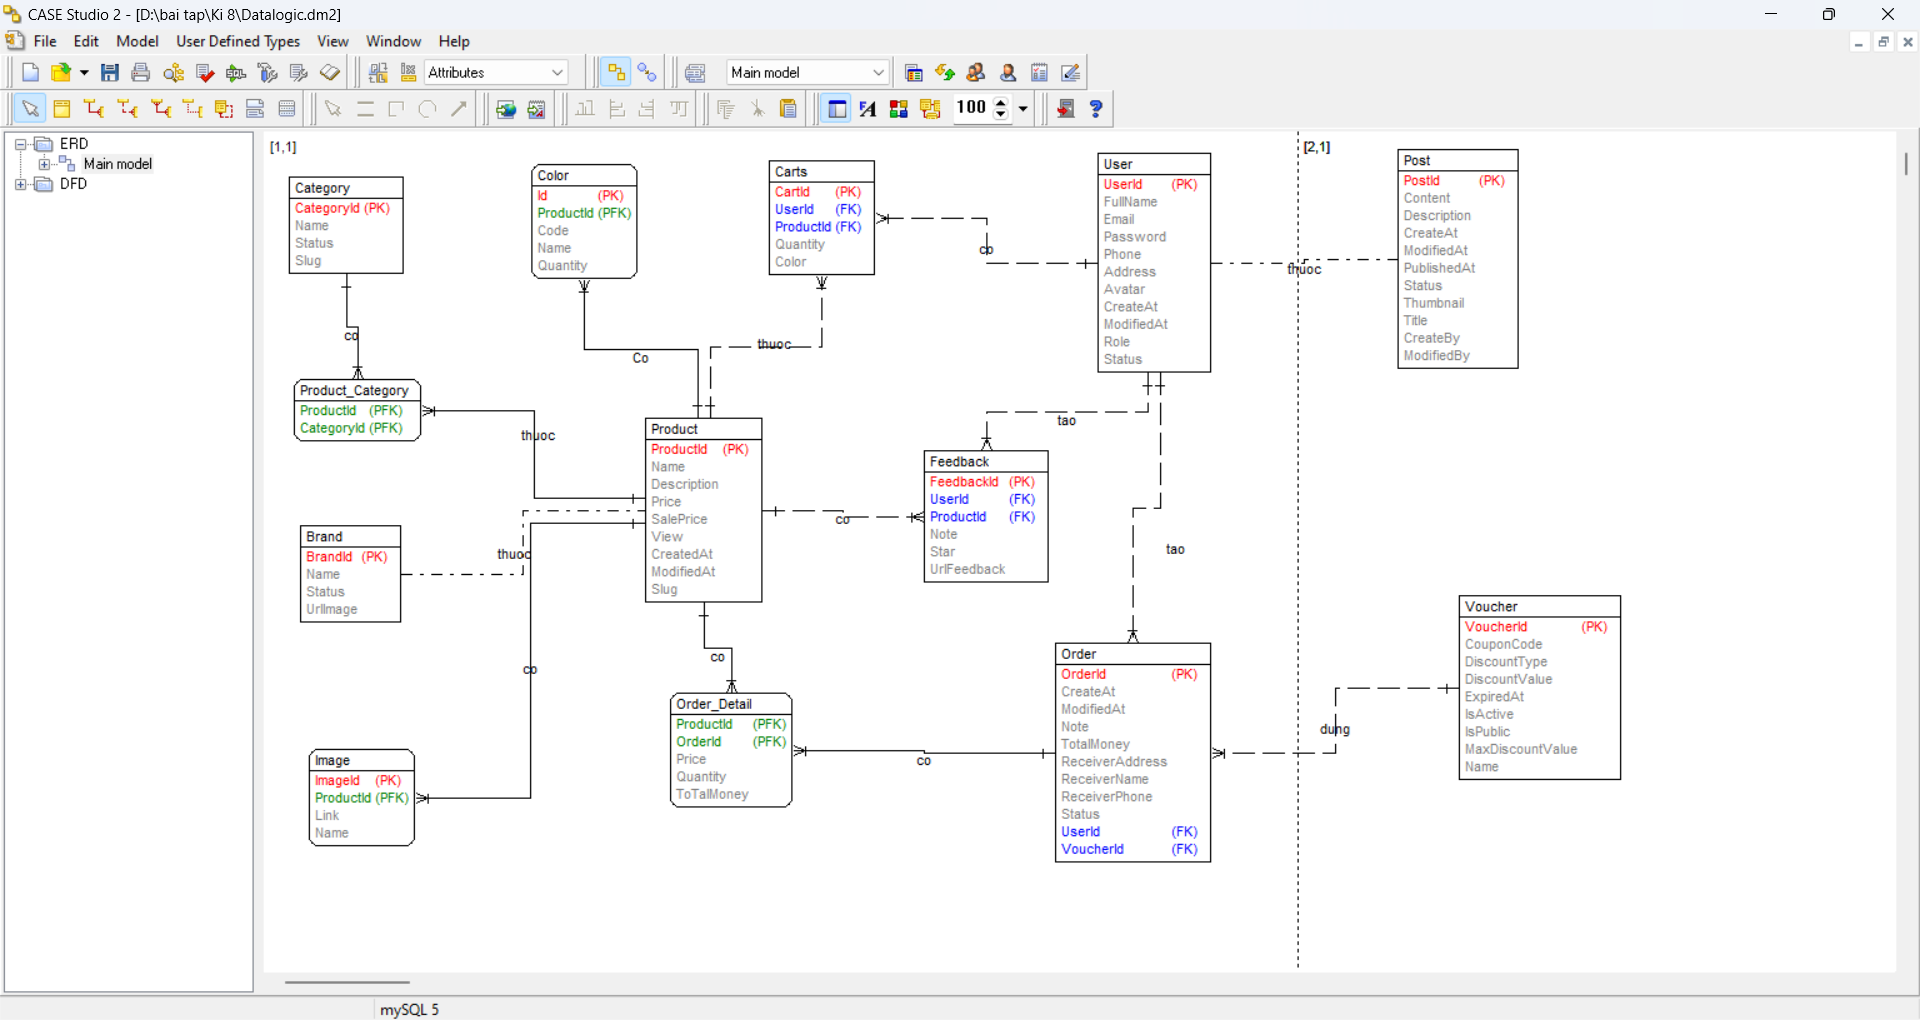 CASE Studio 2 - [D:\bai tap\Ki 8\Datalogic.dm2]
File Edit Model User Defined Types View Window Help
Attributes
Main model
100
ERD
Main model
DFD
[1,1]
[2,1]
Category
CategoryId (PK)
Name
Status
Slug
Color
Id (PK)
ProductId (PFK)
Code
Name
Quantity
Carts
CartId (PK)
UserId (FK)
ProductId (FK)
Quantity
Color
User
UserId (PK)
FullName
Email
Password
Phone
Address
Avatar
CreateAt
ModifiedAt
Role
Status
Post
PostId (PK)
Content
Description
CreateAt
ModifiedAt
PublishedAt
Status
Thumbnail
Title
CreateBy
ModifiedBy
co
thuoc
co
Co
thuoc
Product_Category
ProductId (PFK)
CategoryId (PFK)
thuoc
Product
ProductId (PK)
Name
Description
Price
SalePrice
View
CreatedAt
ModifiedAt
Slug
tao
Feedback
FeedbackId (PK)
UserId (FK)
ProductId (FK)
Note
Star
UrlFeedback
co
tao
Brand
BrandId (PK)
Name
Status
UrlImage
thuoc
co
co
Order_Detail
ProductId (PFK)
OrderId (PFK)
Price
Quantity
ToTalMoney
co
Order
OrderId (PK)
CreateAt
ModifiedAt
Note
TotalMoney
ReceiverAddress
ReceiverName
ReceiverPhone
Status
UserId (FK)
VoucherId (FK)
dung
Voucher
VoucherId (PK)
CouponCode
DiscountType
DiscountValue
ExpiredAt
IsActive
IsPublic
MaxDiscountValue
Name
Image
ImageId (PK)
ProductId (PFK)
Link
Name
mySQL 5